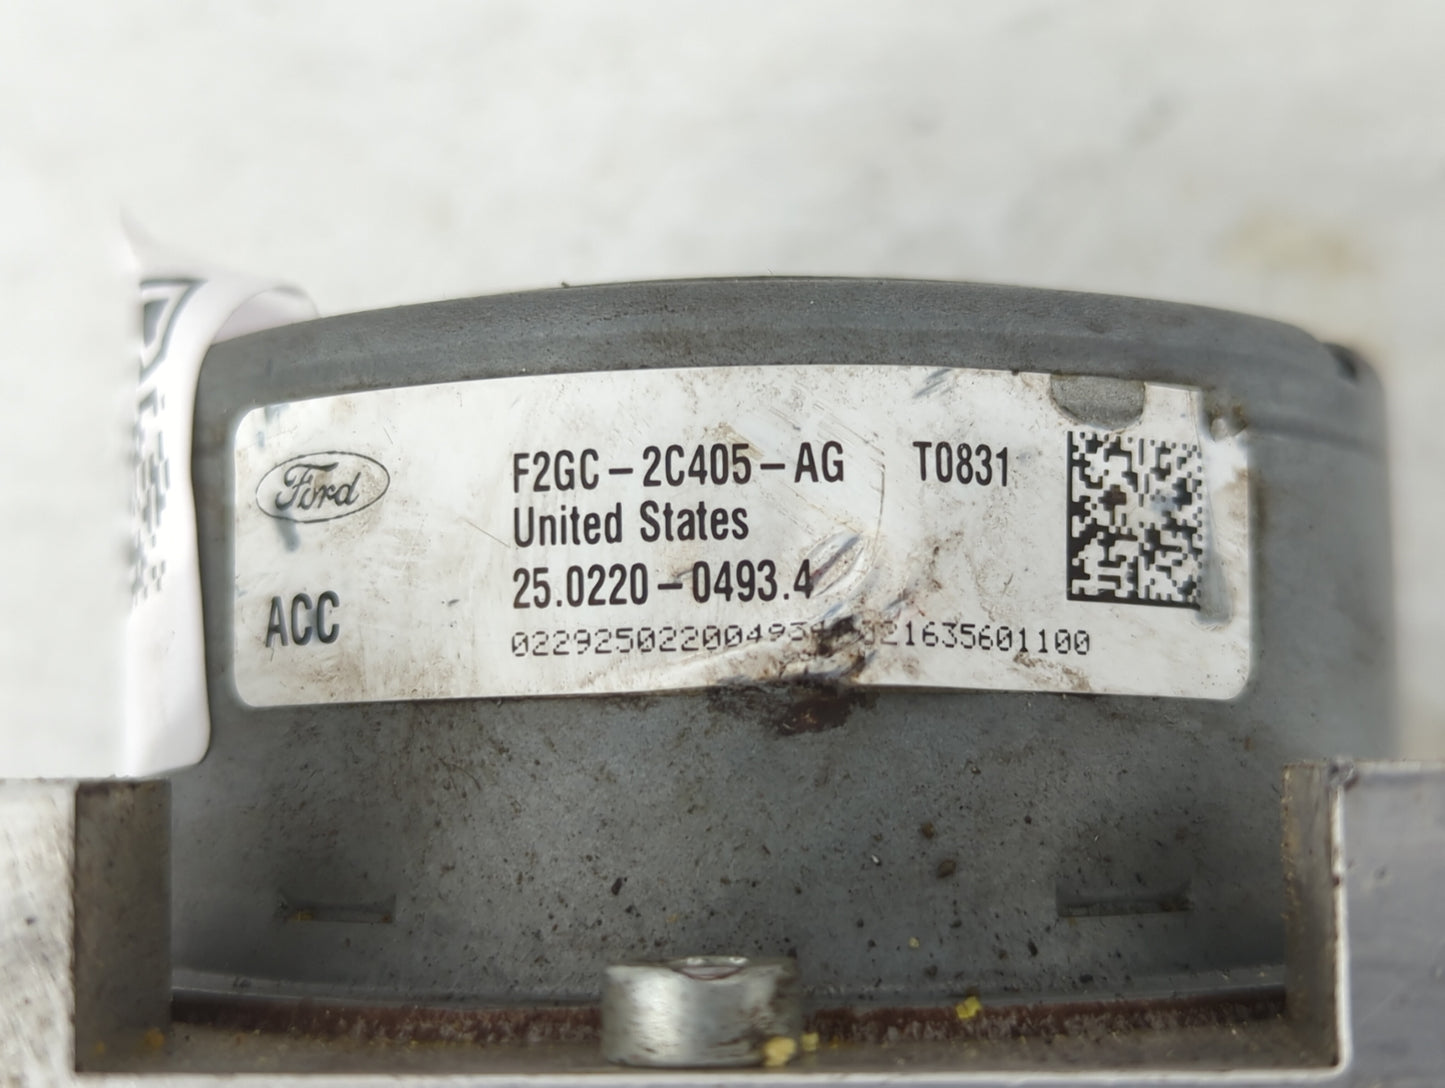 Ford
F2GC-2C405-AG T0831
United States
ACC
25.0220-0493.4